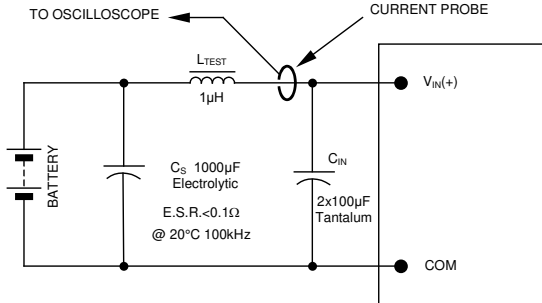 TO OSCILLOSCOPE
CURRENT PROBE
LTEST
1µH
VIN(+)
BATTERY
CS 1000µF
Electrolytic
E.S.R.<0.1Ω
@ 20°C 100kHz
CIN
2x100µF
Tantalum
COM